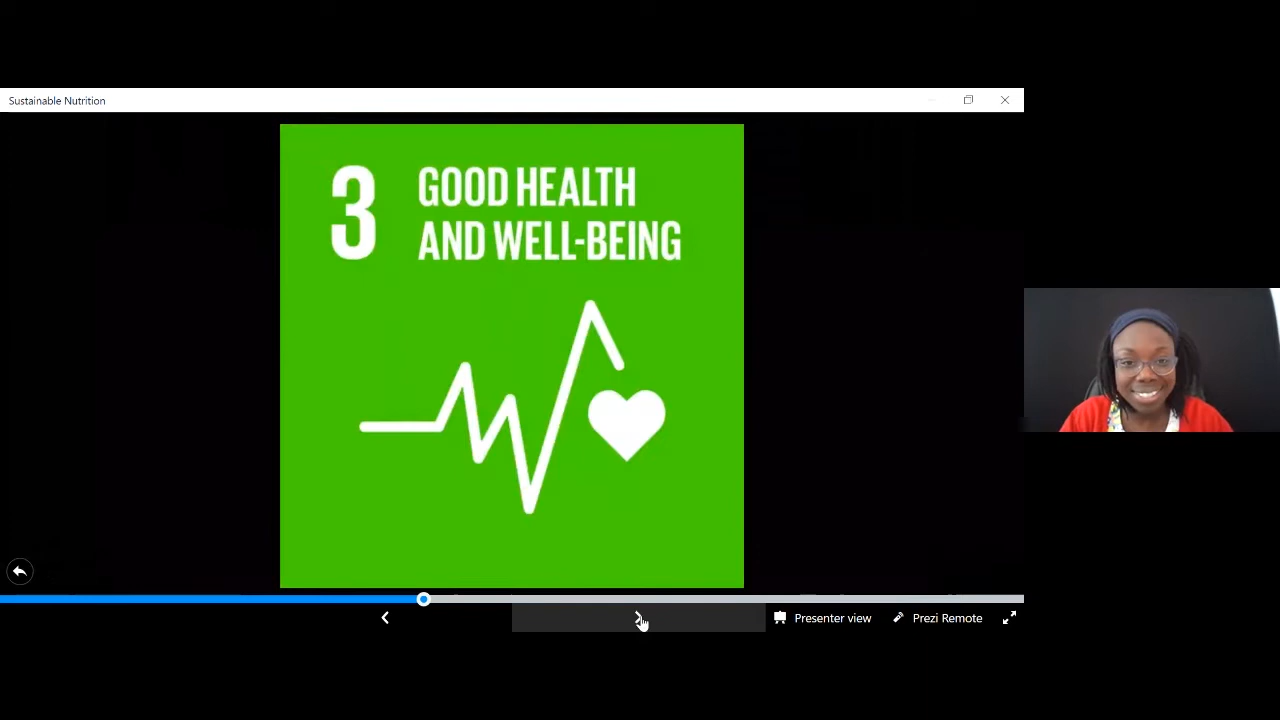 Sustainable Nutrition
3
GOOD HEALTH
AND WELL-BEING
Presenter view
Prezi Remote